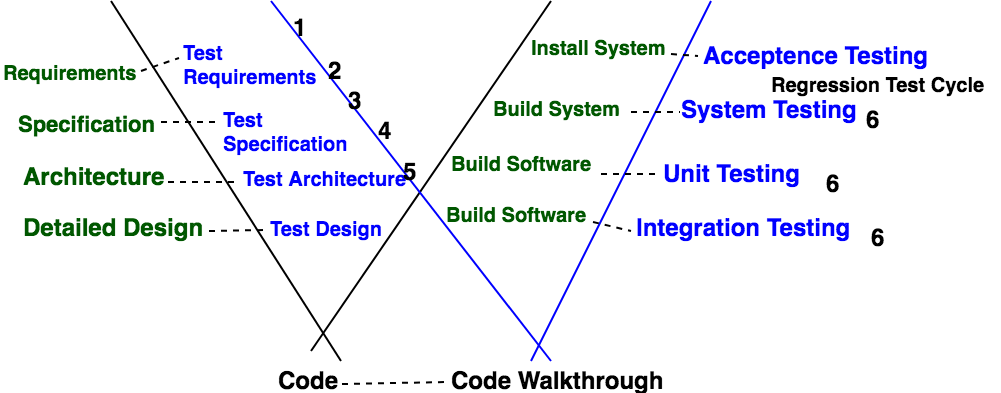 1
Install System
Test
Requirements
Acceptence Testing
Requirements
2
Regression Test Cycle
3
Build System
System Testing
6
Specification
Test
Specification
4
Build Software
5
Architecture
Test Architecture
Unit Testing
6
Build Software
Detailed Design
Test Design
Integration Testing
6
Code
Code Walkthrough